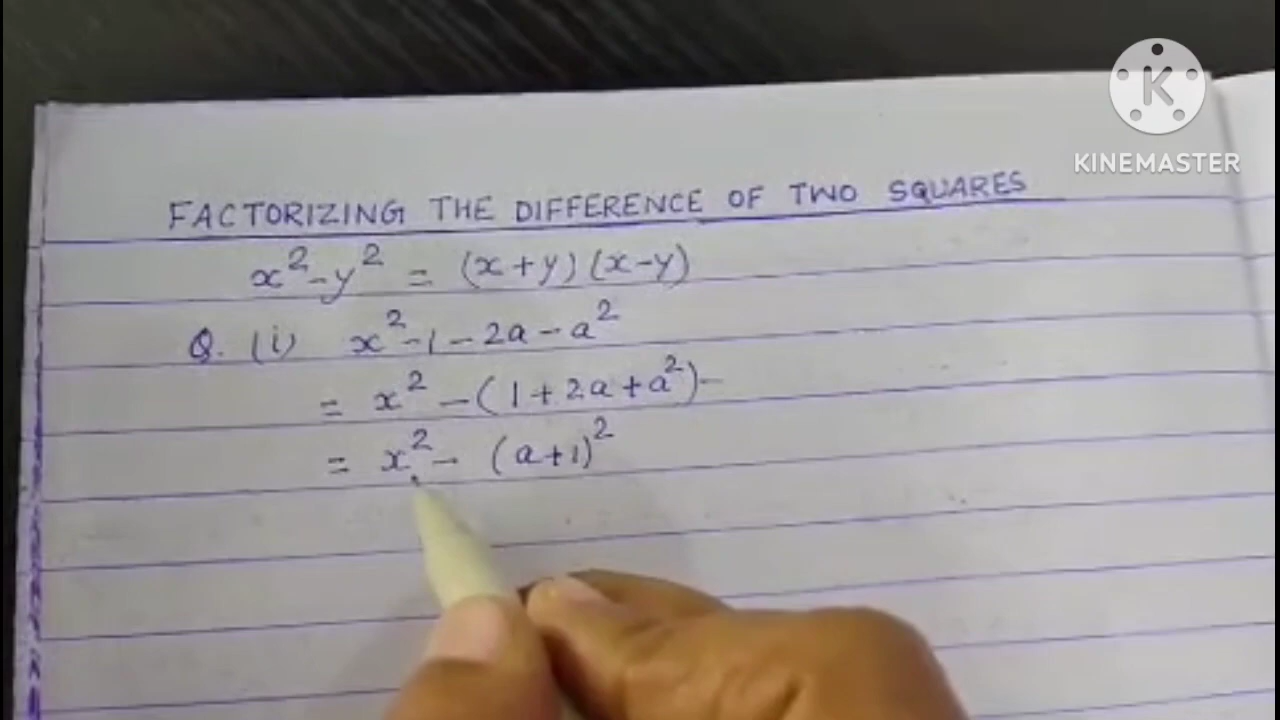 K
KINEMASTER
FACTORIZING THE DIFFERENCE OF TWO SQUARES
x²-y² = (x+y)(x-y)
Q. (i) x²-1-2a-a²
= x² -(1+2a+a²)-
= x² - (a+1)²